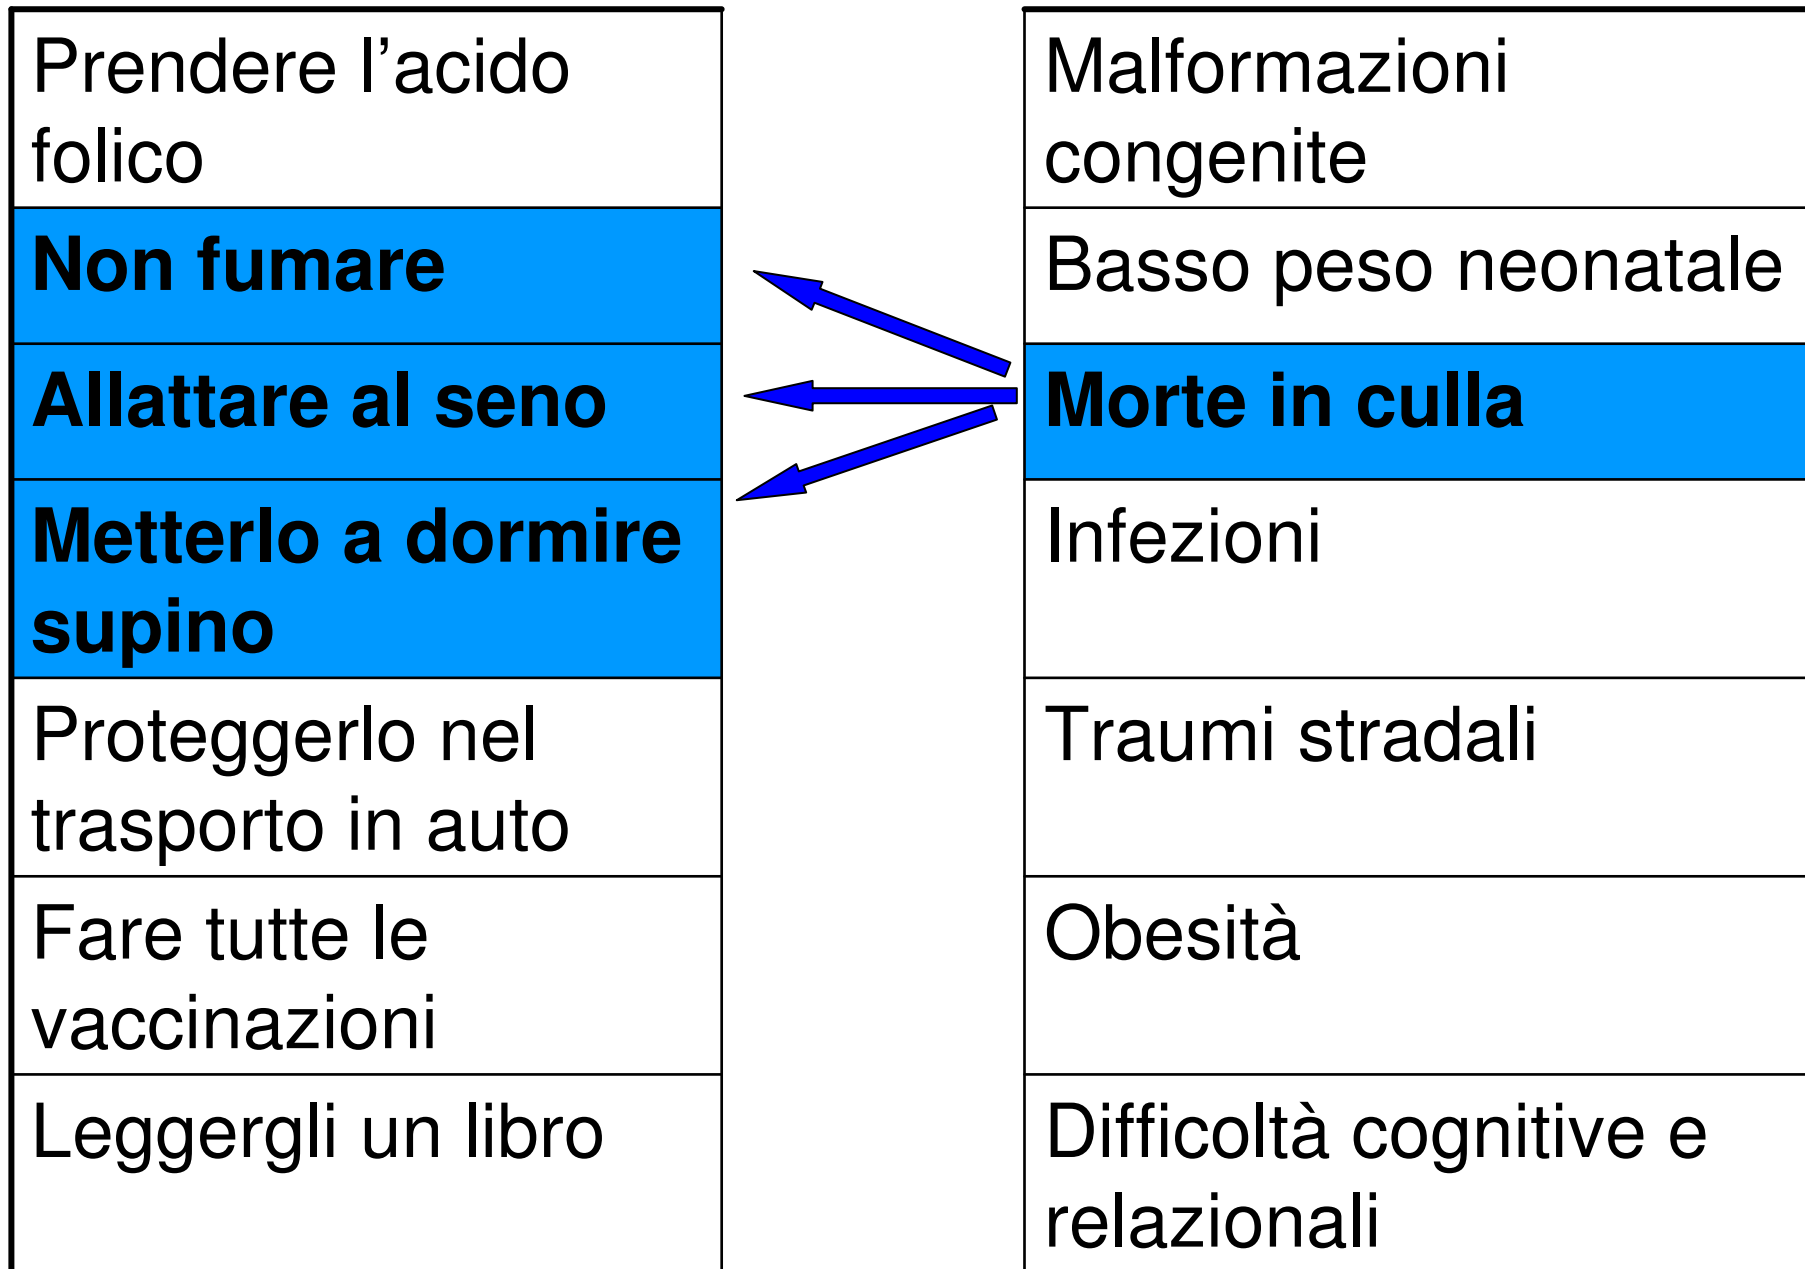 Prendere l’acido
folico
Non fumare
Allattare al seno
Metterlo a dormire
supino
Proteggerlo nel
trasporto in auto
Fare tutte le
vaccinazioni
Leggergli un libro
Malformazioni
congenite
Basso peso neonatale
Morte in culla
Infezioni
Traumi stradali
Obesità
Difficoltà cognitive e
relazionali